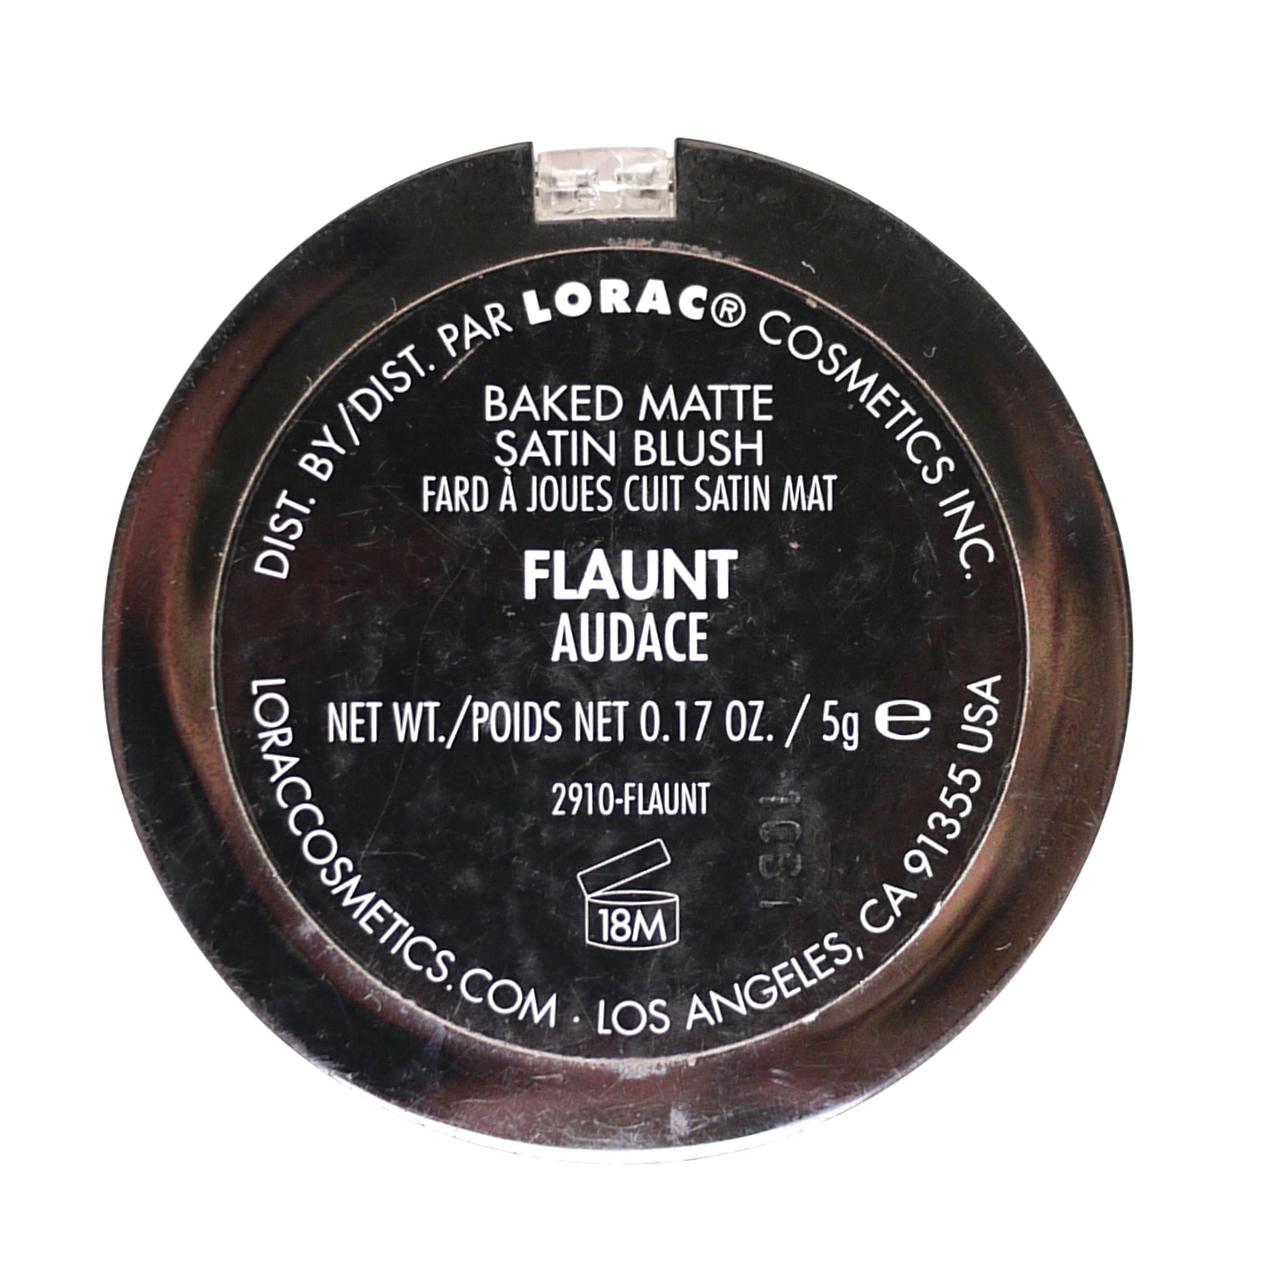 DIST. BY/DIST. PAR LORAC® COSMETICS INC.
BAKED MATTE
SATIN BLUSH
FARD À JOUES CUIT SATIN MAT
FLAUNT
AUDACE
NET WT./POIDS NET 0.17 OZ. / 5g ℮
2910-FLAUNT
18M
LORACCOSMETICS.COM · LOS ANGELES, CA 91355 USA